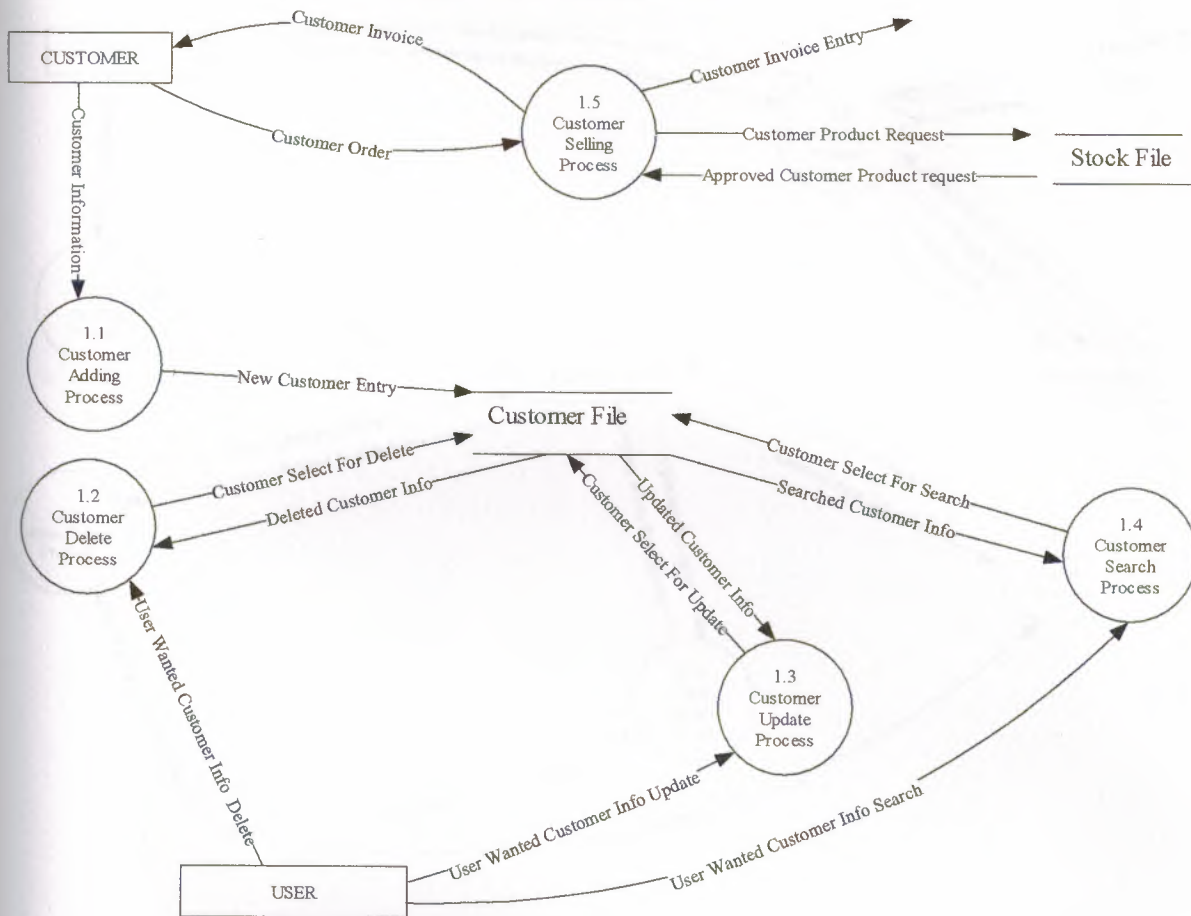 Customer Invoice
CUSTOMER
Customer Invoice Entry
1.5
Customer
Selling
Process
Customer Order
Customer Product Request
Stock File
Approved Customer Product request
Customer Information
1.1
Customer
Adding
Process
New Customer Entry
Customer File
Customer Select For Delete
Deleted Customer Info
1.2
Customer
Delete
Process
Customer Select For Update
Updated Customer Info
Customer Select For Search
Searched Customer Info
1.4
Customer
Search
Process
1.3
Customer
Update
Process
User Wanted Customer Info Delete
User Wanted Customer Info Update
User Wanted Customer Info Search
USER